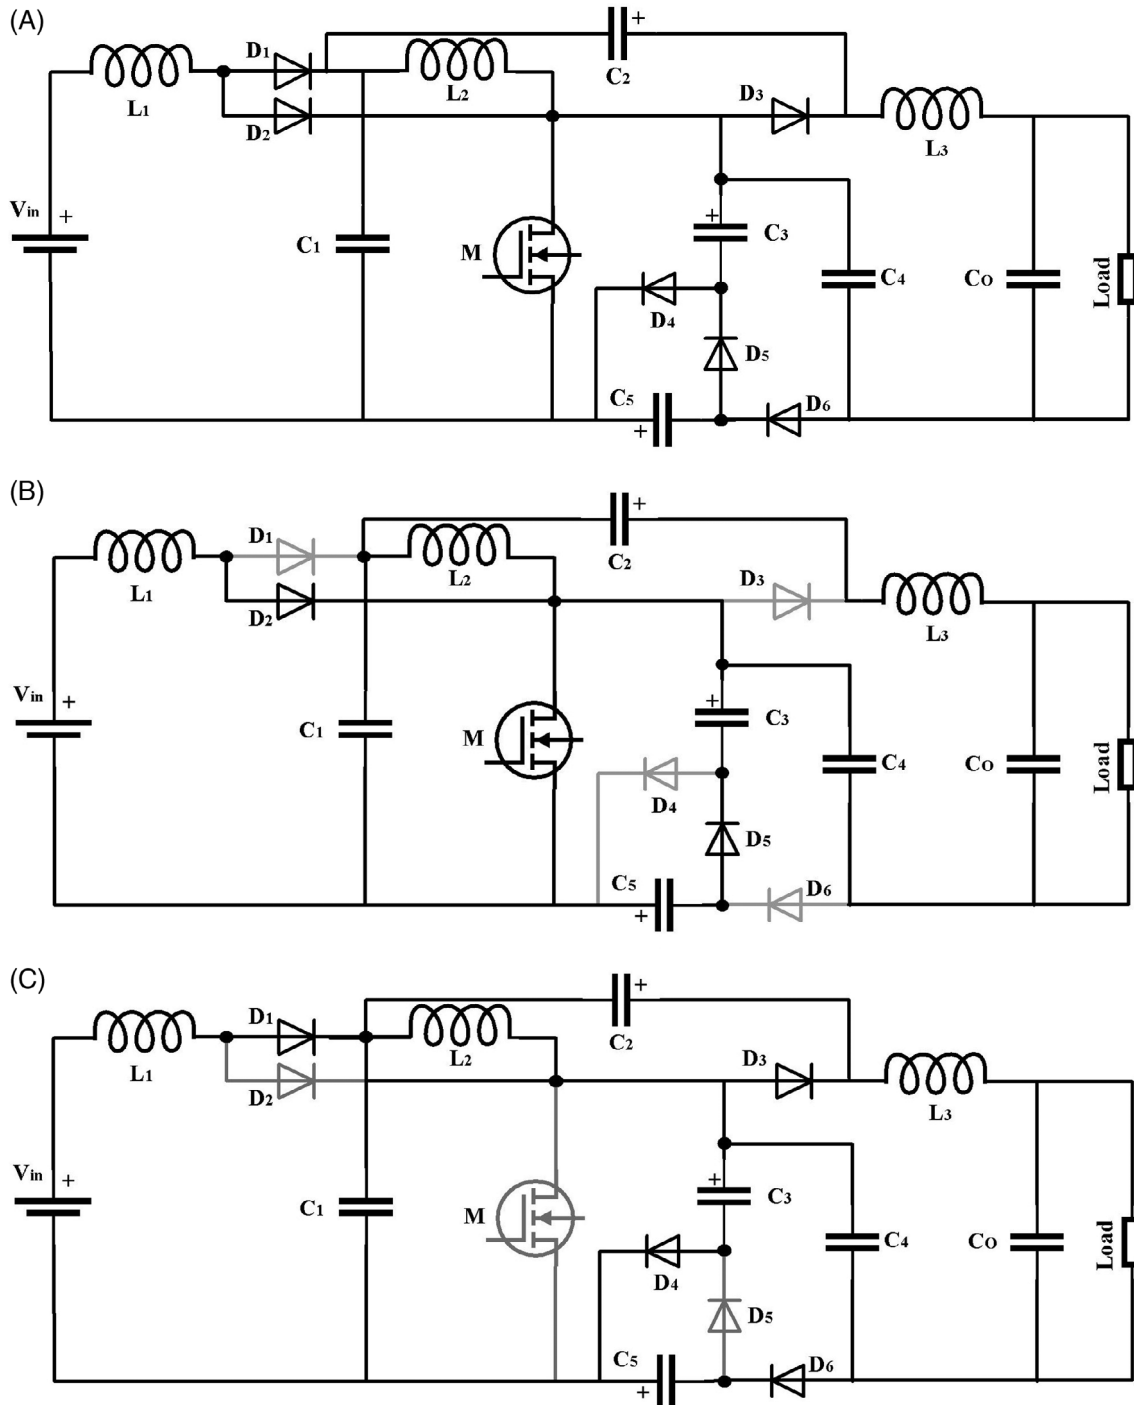 (A)
D1
L1
D2
L2
+
C2
D3
L3
Vin
+
C1
M
+
C3
C4
CO
Load
D4
D5
C5
+
D6
(B)
D1
L1
D2
L2
+
C2
D3
L3
Vin
+
C1
M
+
C3
C4
CO
Load
D4
D5
C5
+
D6
(C)
D1
L1
D2
L2
+
C2
D3
L3
Vin
+
C1
M
+
C3
C4
CO
Load
D4
D5
C5
+
D6